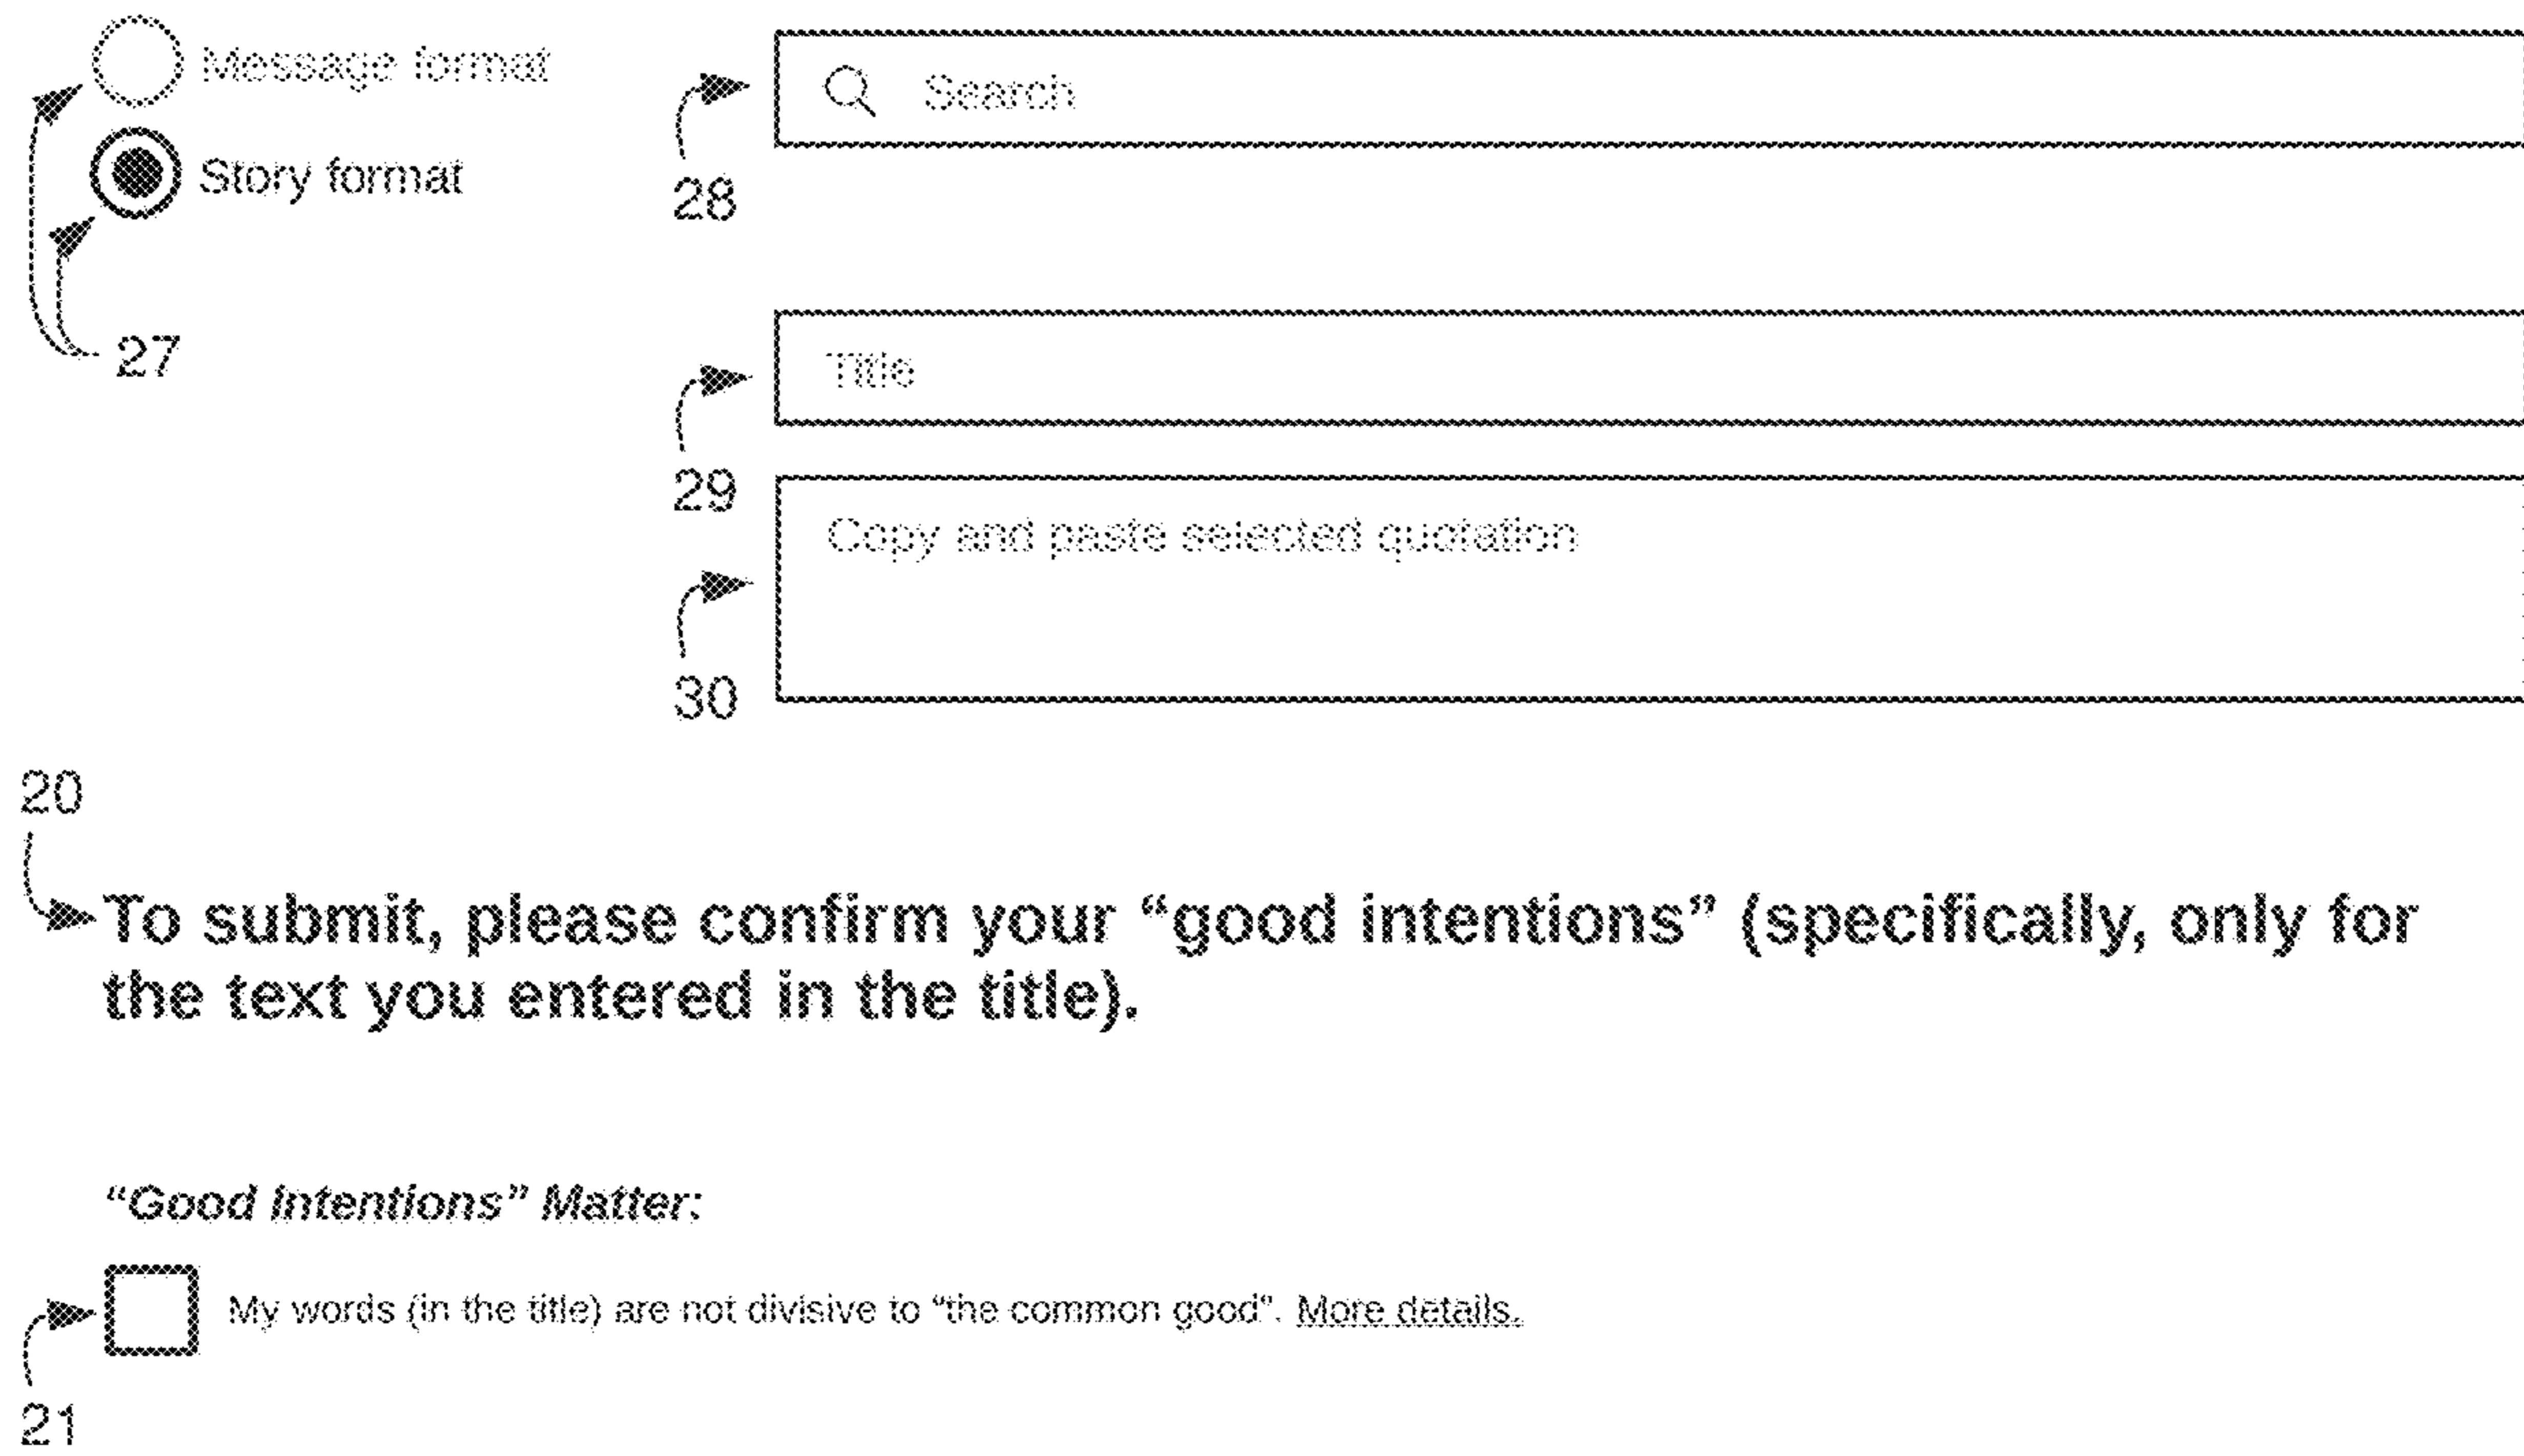 Message format
Search
Story format
28
27
Title
29
Copy and paste selected quotation
30
20
To submit, please confirm your “good intentions” (specifically, only for
the text you entered in the title).
“Good Intentions” Matter:
My words (in the title) are not divisive to “the common good”. More details.
21